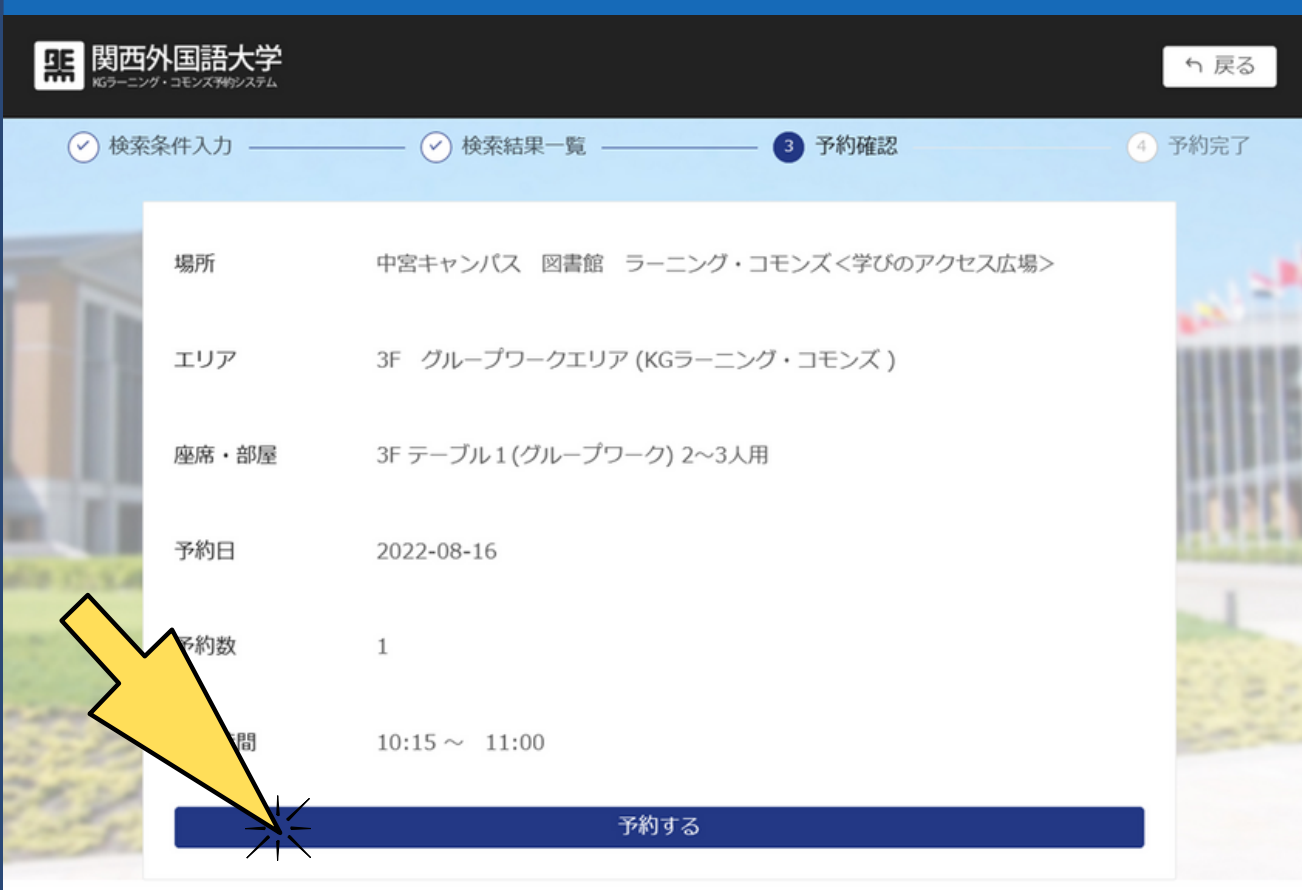 関西外国語大学
KGラーニング・コモンズ予約システム
戻る
検索条件入力
検索結果一覧
3 予約確認
4 予約完了
場所 中宮キャンパス 図書館 ラーニング・コモンズ<学びのアクセス広場>
エリア 3F グループワークエリア (KGラーニング・コモンズ )
座席・部屋 3F テーブル１(グループワーク) 2～3人用
予約日 2022-08-16
予約数 1
間 10:15 ～ 11:00
予約する